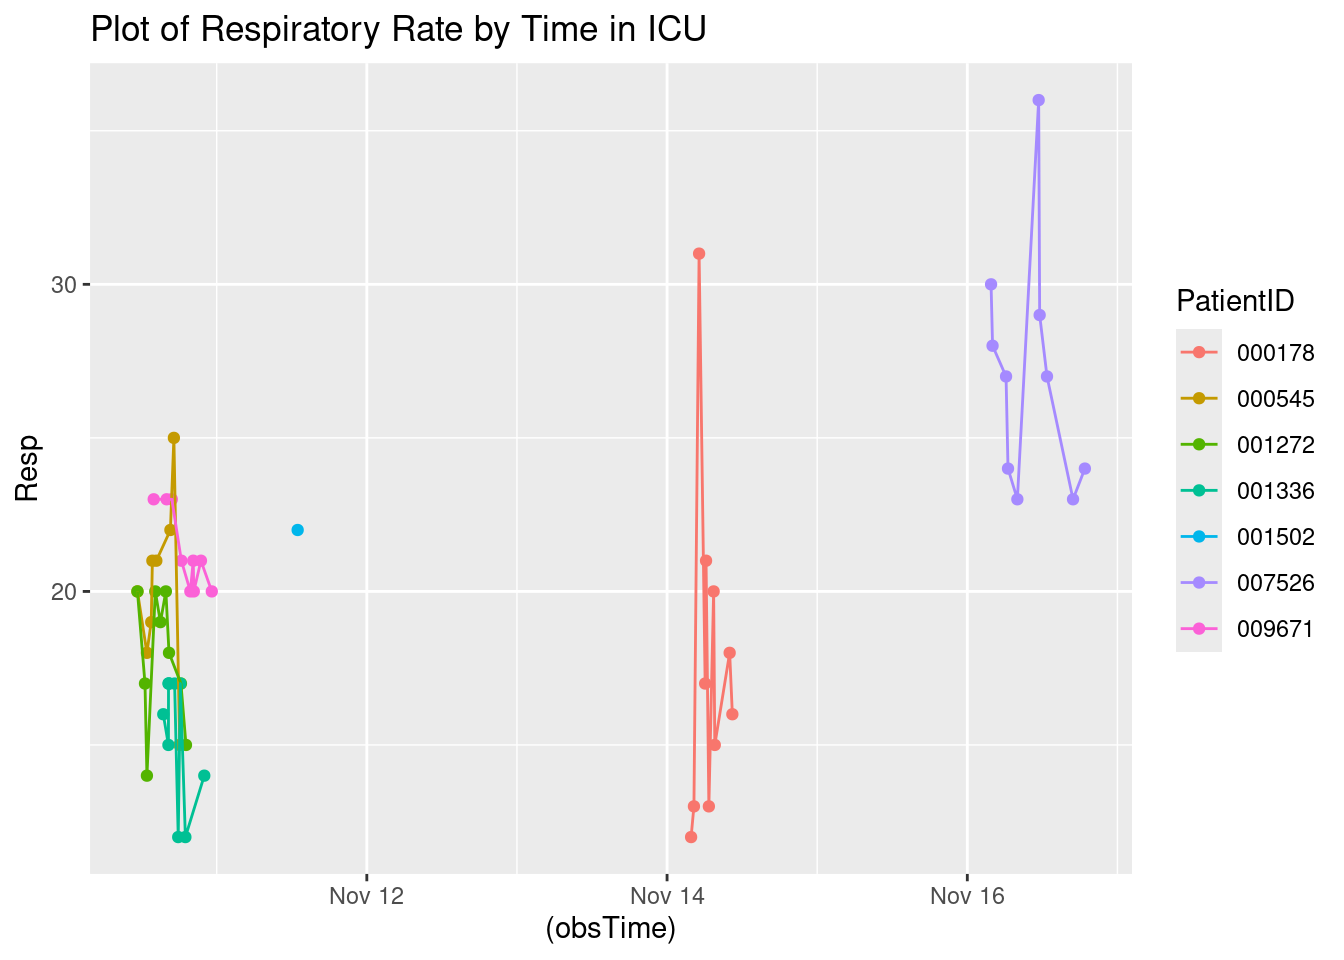 Plot of Respiratory Rate by Time in ICU
Resp
30
20
Nov 12
Nov 14
Nov 16
(obsTime)
PatientID
000178
000545
001272
001336
001502
007526
009671